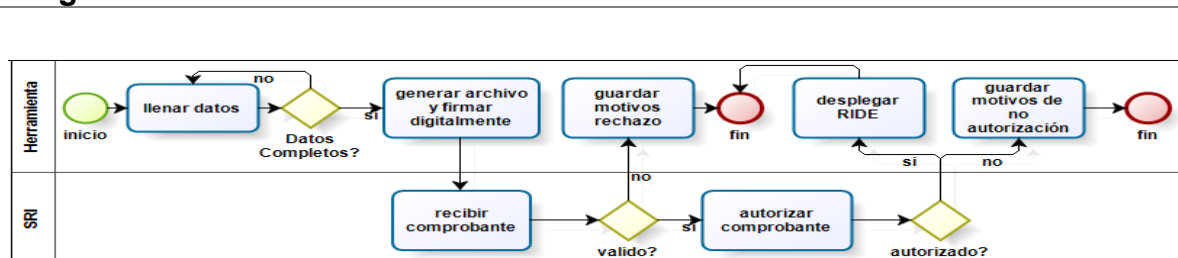 Herramienta
inicio
llenar datos
no
Datos
Completos?
si
generar archivo
y firmar
digitalmente
guardar
motivos
rechazo
fin
desplegar
RIDE
guardar
motivos de
no
autorización
fin
si
no
no
SRI
recibir
comprobante
valido?
si
autorizar
comprobante
autorizado?